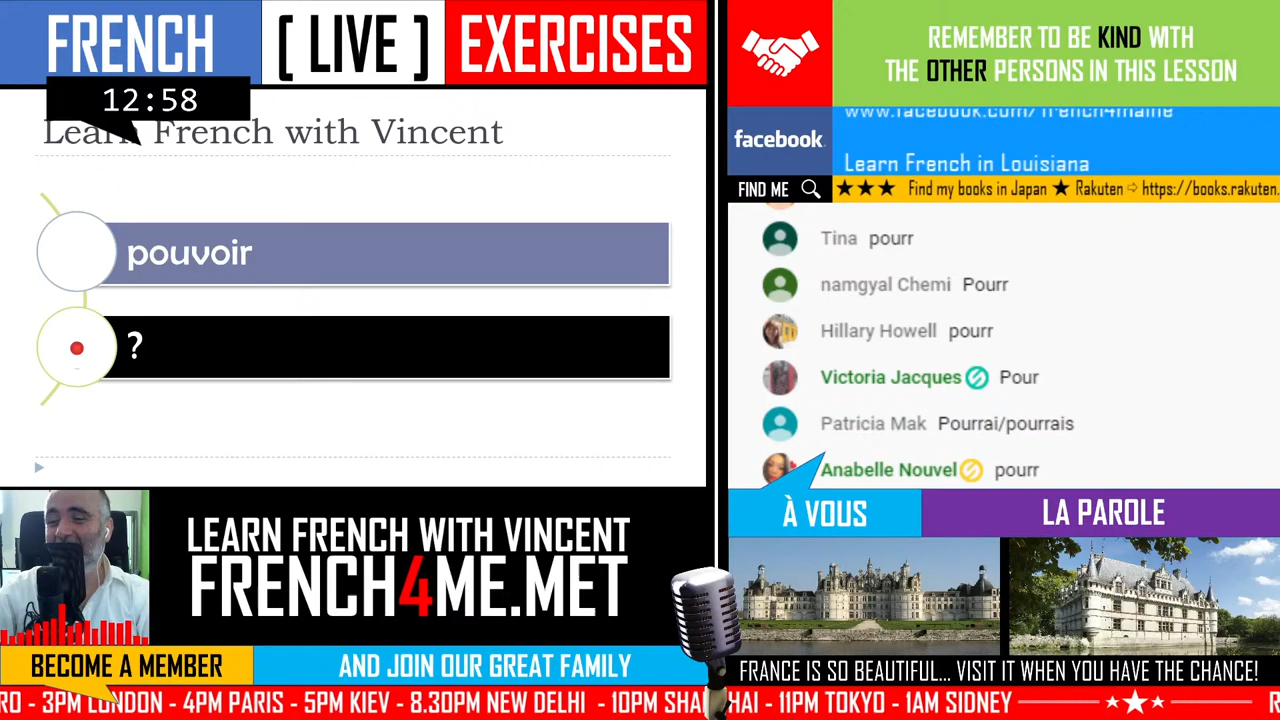 FRENCH [ LIVE ] EXERCISES
12:58
Learn French with Vincent
pouvoir
?
LEARN FRENCH WITH VINCENT
FRENCH4ME.MET
BECOME A MEMBER
AND JOIN OUR GREAT FAMILY
REMEMBER TO BE KIND WITH
THE OTHER PERSONS IN THIS LESSON
facebook.
www.facebook.com/french4maine
Learn French in Louisiana
FIND ME
★★★ Find my books in Japan ★ Rakuten ⇨ https://books.rakuten.
Tina pourr
namgyal Chemi Pourr
Hillary Howell pourr
Victoria Jacques Pour
Patricia Mak Pourrai/pourrais
Anabelle Nouvel pourr
À VOUS
LA PAROLE
FRANCE IS SO BEAUTIFUL... VISIT IT WHEN YOU HAVE THE CHANCE!
RO - 3PM LONDON - 4PM PARIS - 5PM KIEV - 8.30PM NEW DELHI - 10PM SHANGHAI - 11PM TOKYO - 1AM SIDNEY